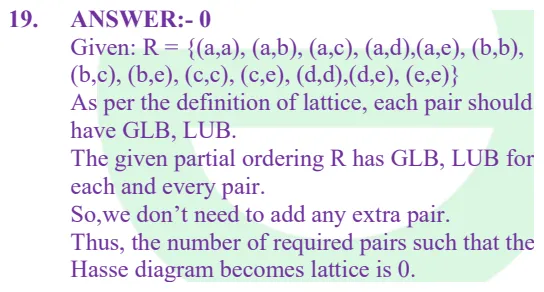 19. ANSWER:- 0
Given: R = {(a,a), (a,b), (a,c), (a,d),(a,e), (b,b),
(b,c), (b,e), (c,c), (c,e), (d,d),(d,e), (e,e)}
As per the definition of lattice, each pair should
have GLB, LUB.
The given partial ordering R has GLB, LUB for
each and every pair.
So,we don’t need to add any extra pair.
Thus, the number of required pairs such that the
Hasse diagram becomes lattice is 0.